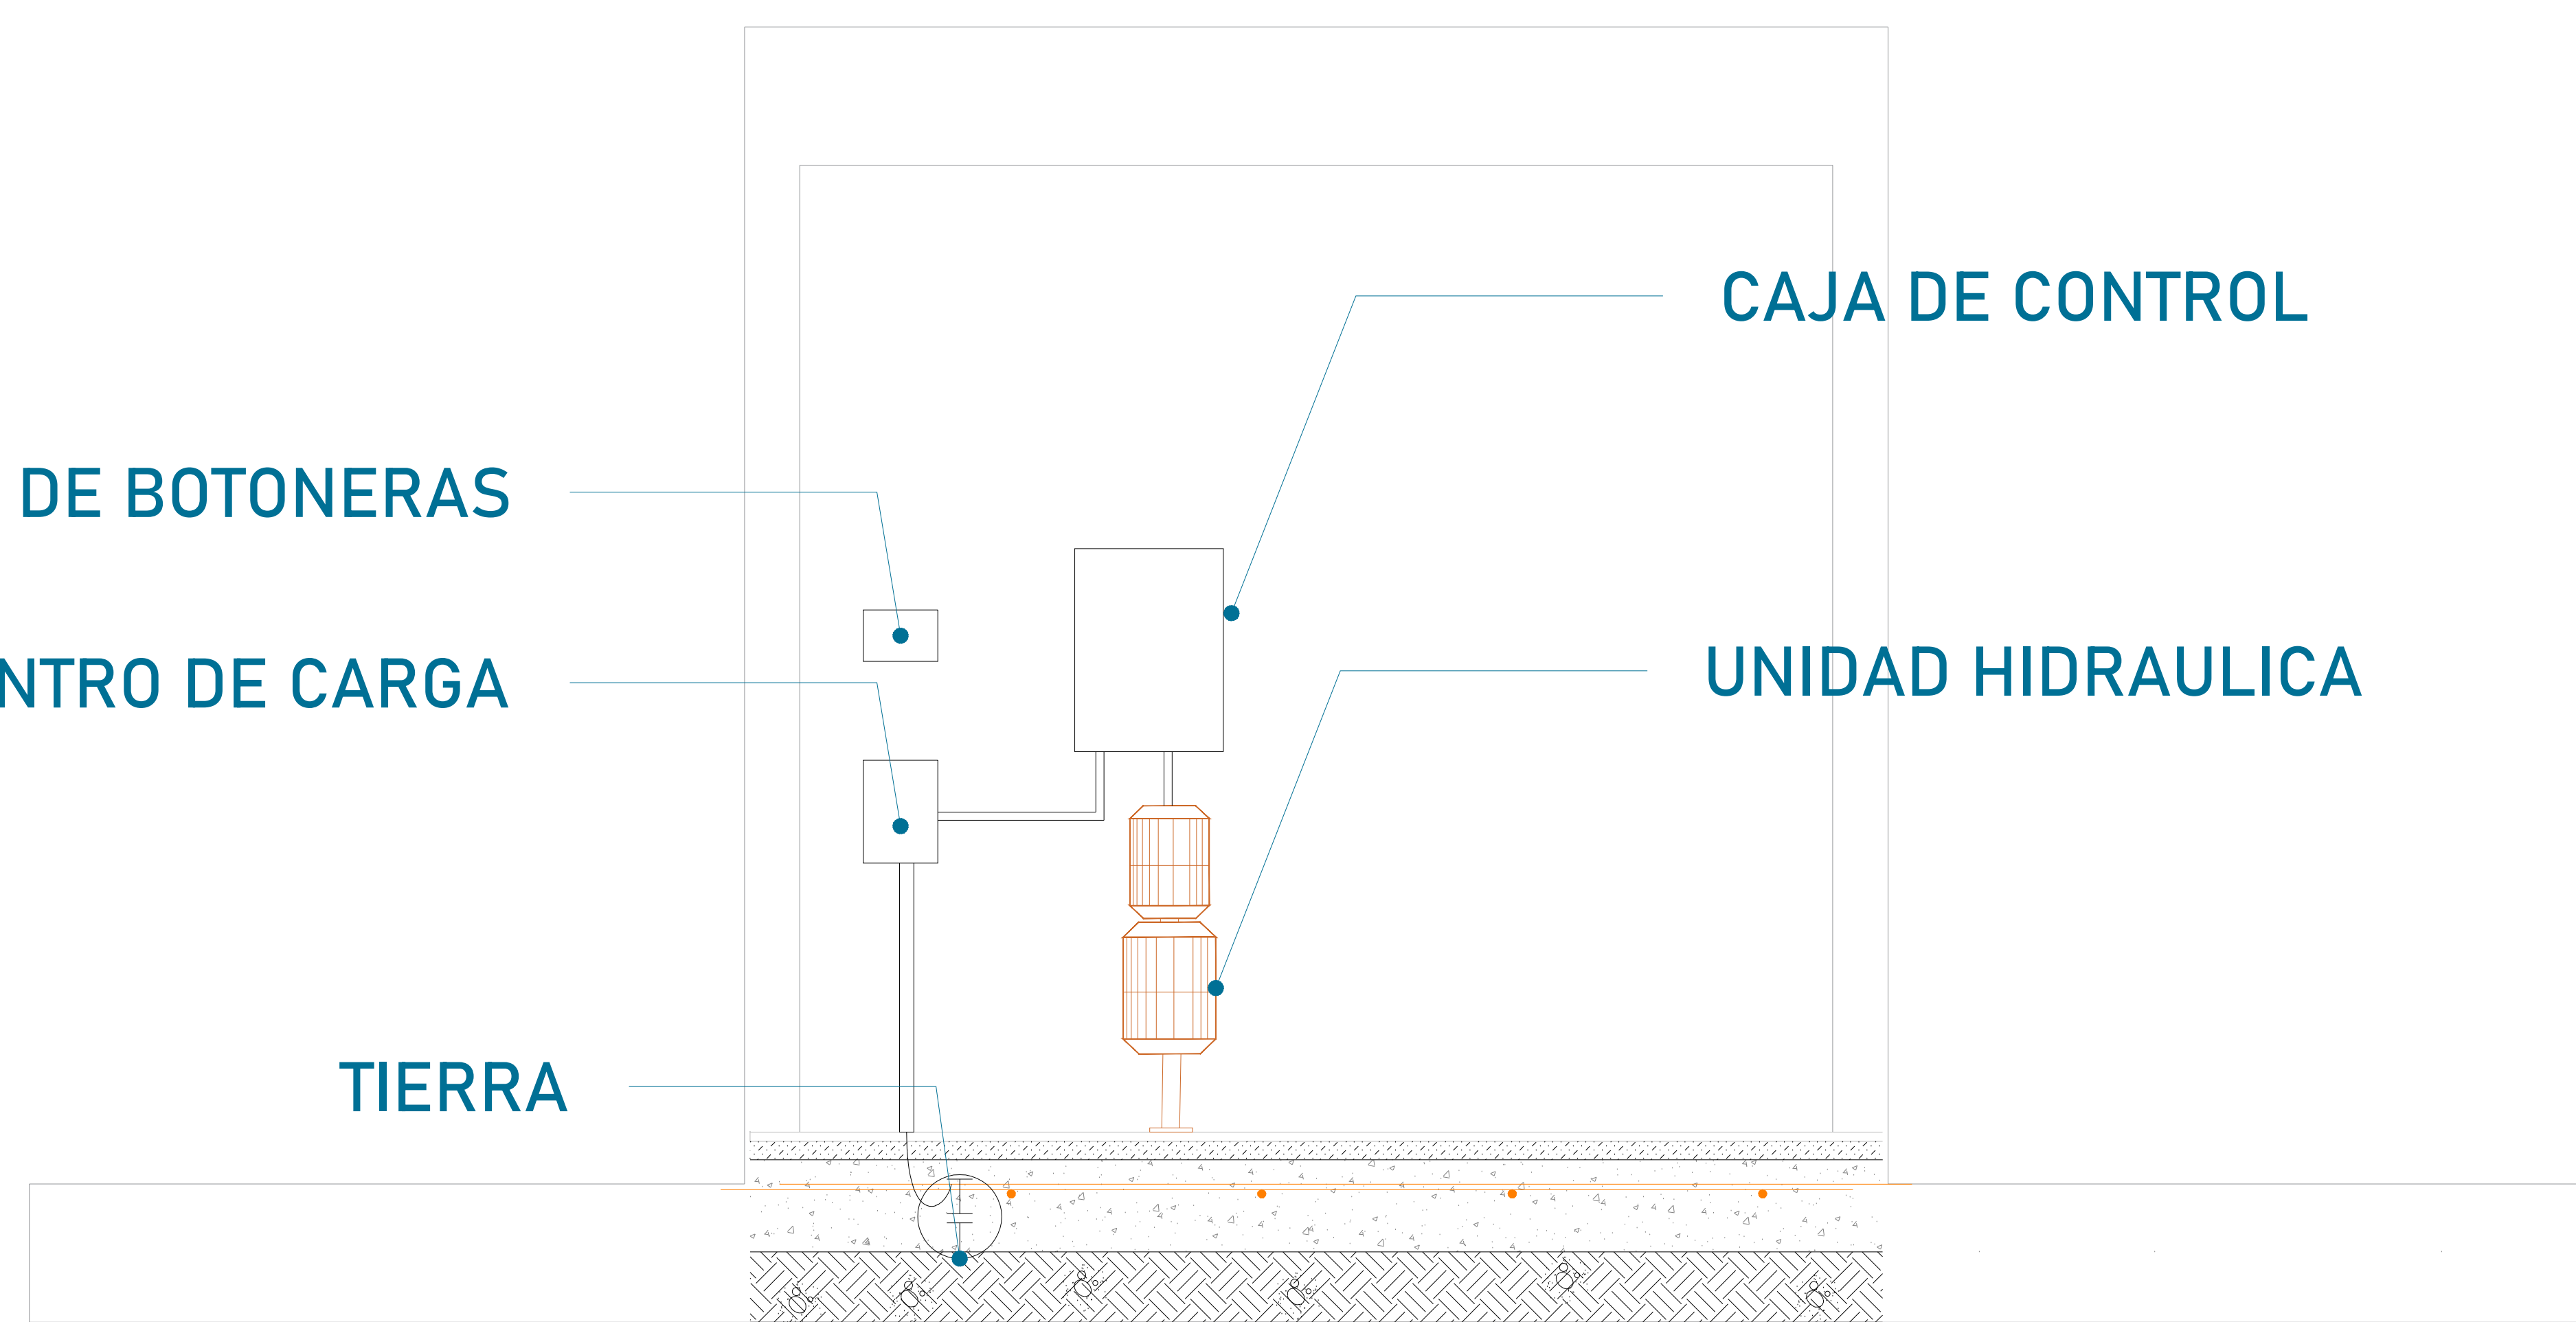 CAJA DE CONTROL
DE BOTONERAS
UNIDAD HIDRAULICA
NTRO DE CARGA
TIERRA